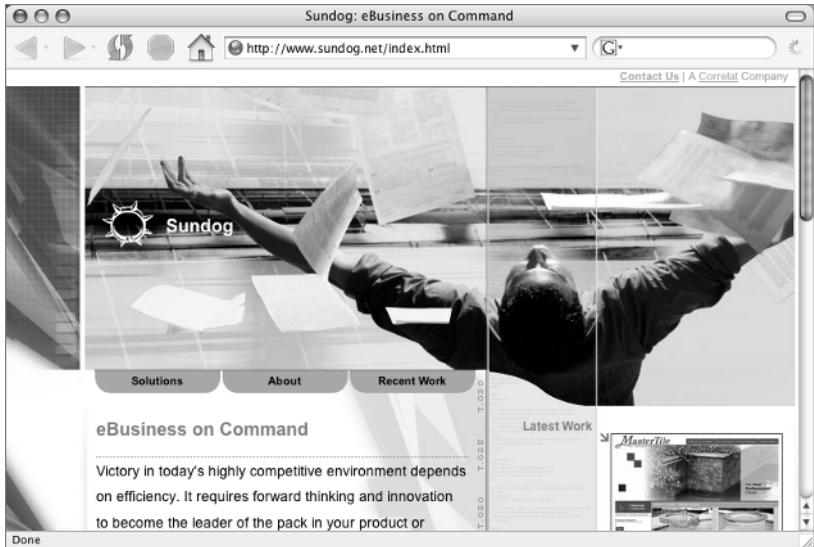 Sundog: eBusiness on Command
http://www.sundog.net/index.html
G
Contact Us | A Correlat Company
Sundog
Solutions
About
Recent Work
eBusiness on Command
Latest Work
MasterTile
Victory in today's highly competitive environment depends
on efficiency. It requires forward thinking and innovation
to become the leader of the pack in your product or
Done